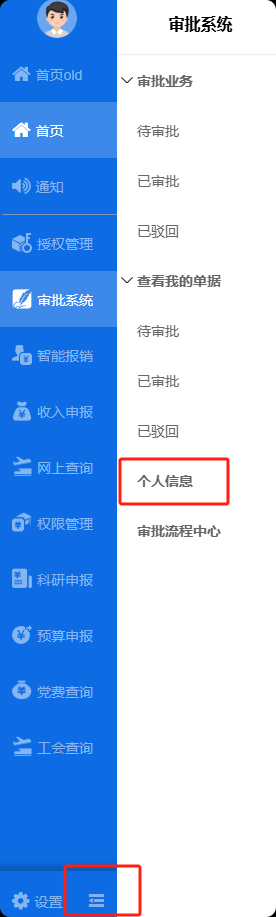 首页old
首页
通知
授权管理
审批系统
智能报销
收入申报
网上查询
权限管理
科研申报
预算申报
党费查询
工会查询
设置
审批系统
审批业务
待审批
已审批
已驳回
查看我的单据
待审批
已审批
已驳回
个人信息
审批流程中心